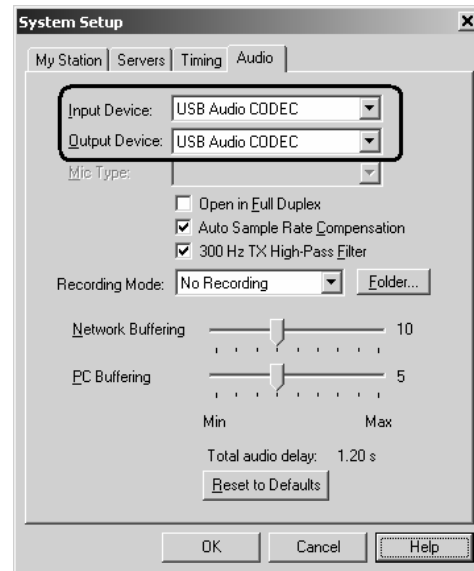 System Setup
My Station Servers Timing Audio
Input Device: USB Audio CODEC
Output Device: USB Audio CODEC
Mic Type:
Open in Full Duplex
Auto Sample Rate Compensation
300 Hz TX High-Pass Filter
Recording Mode: No Recording Folder...
Network Buffering 10
PC Buffering 5
Min Max
Total audio delay: 1.20 s
Reset to Defaults
OK Cancel Help